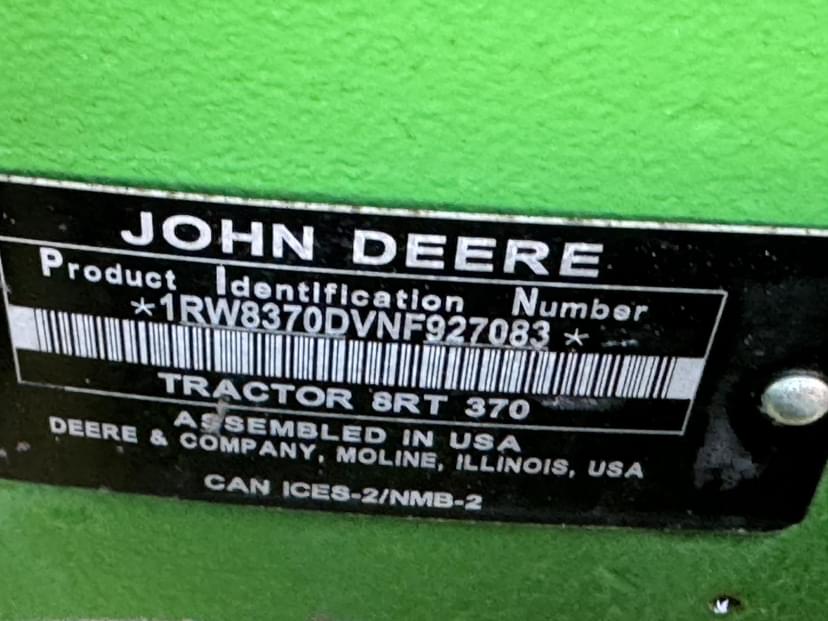 JOHN DEERE
Product Identification Number
*1RW8370DVNF927083*
TRACTOR 8RT 370
ASSEMBLED IN USA
DEERE & COMPANY, MOLINE, ILLINOIS, USA
CAN ICES-2/NMB-2